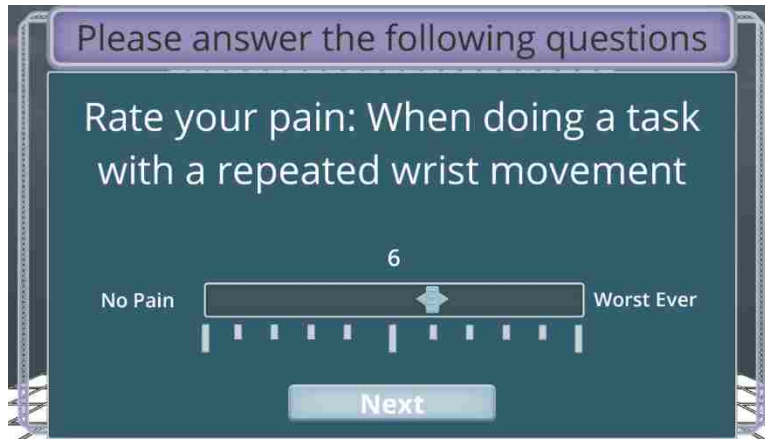 Please answer the following questions
Rate your pain: When doing a task
with a repeated wrist movement
6
No Pain
Worst Ever
Next